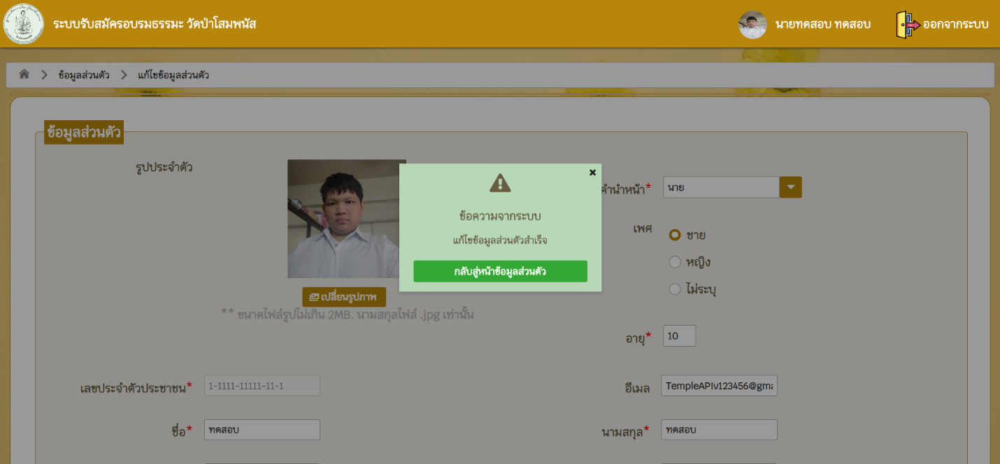 ระบบรับสมัครอบรมธรรมะ วัดป่าโสมพนัส
นายทดสอบ ทดสอบ
ออกจากระบบ
ข้อมูลส่วนตัว
แก้ไขข้อมูลส่วนตัว
ข้อมูลส่วนตัว
รูปประจำตัว
เปลี่ยนรูปภาพ
** ขนาดไฟล์รูปไม่เกิน 2MB. นามสกุลไฟล์ .jpg เท่านั้น
ข้อความจากระบบ
แก้ไขข้อมูลส่วนตัวสำเร็จ
กลับสู่หน้าข้อมูลส่วนตัว
คำนำหน้า*
นาย
เพศ
ชาย
หญิง
ไม่ระบุ
อายุ*
10
เลขประจำตัวประชาชน*
1-1111-11111-11-1
อีเมล
TempleAPIv123456@gma
ชื่อ*
ทดสอบ
นามสกุล*
ทดสอบ